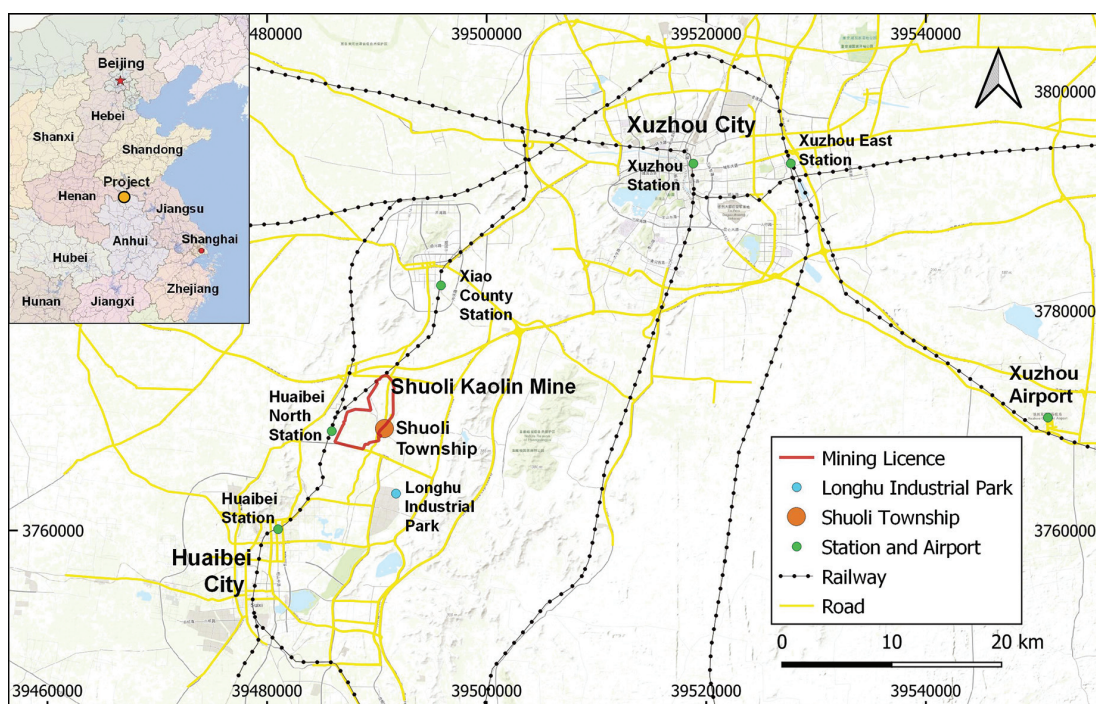 Beijing
Hebei
Shanxi
Shandong
Project
Henan
Jiangsu
Anhui
Shanghai
Hubei
Zhejiang
Hunan
Jiangxi
480000
39500000
39520000
39540000
3800000
Xuzhou City
Xuzhou East
Station
Xuzhou
Station
Xiao
County
Station
3780000
Shuoli Kaolin Mine
Huaibei
North
Station
Shuoli
Township
Xuzhou
Airport
Longhu
Industrial
Park
Huaibei
Station
3760000
3760000
Huaibei
City
Mining Licence
Longhu Industrial Park
Shuoli Township
Station and Airport
Railway
Road
0 10 20 km
39460000
39480000
39500000
39520000
39540000